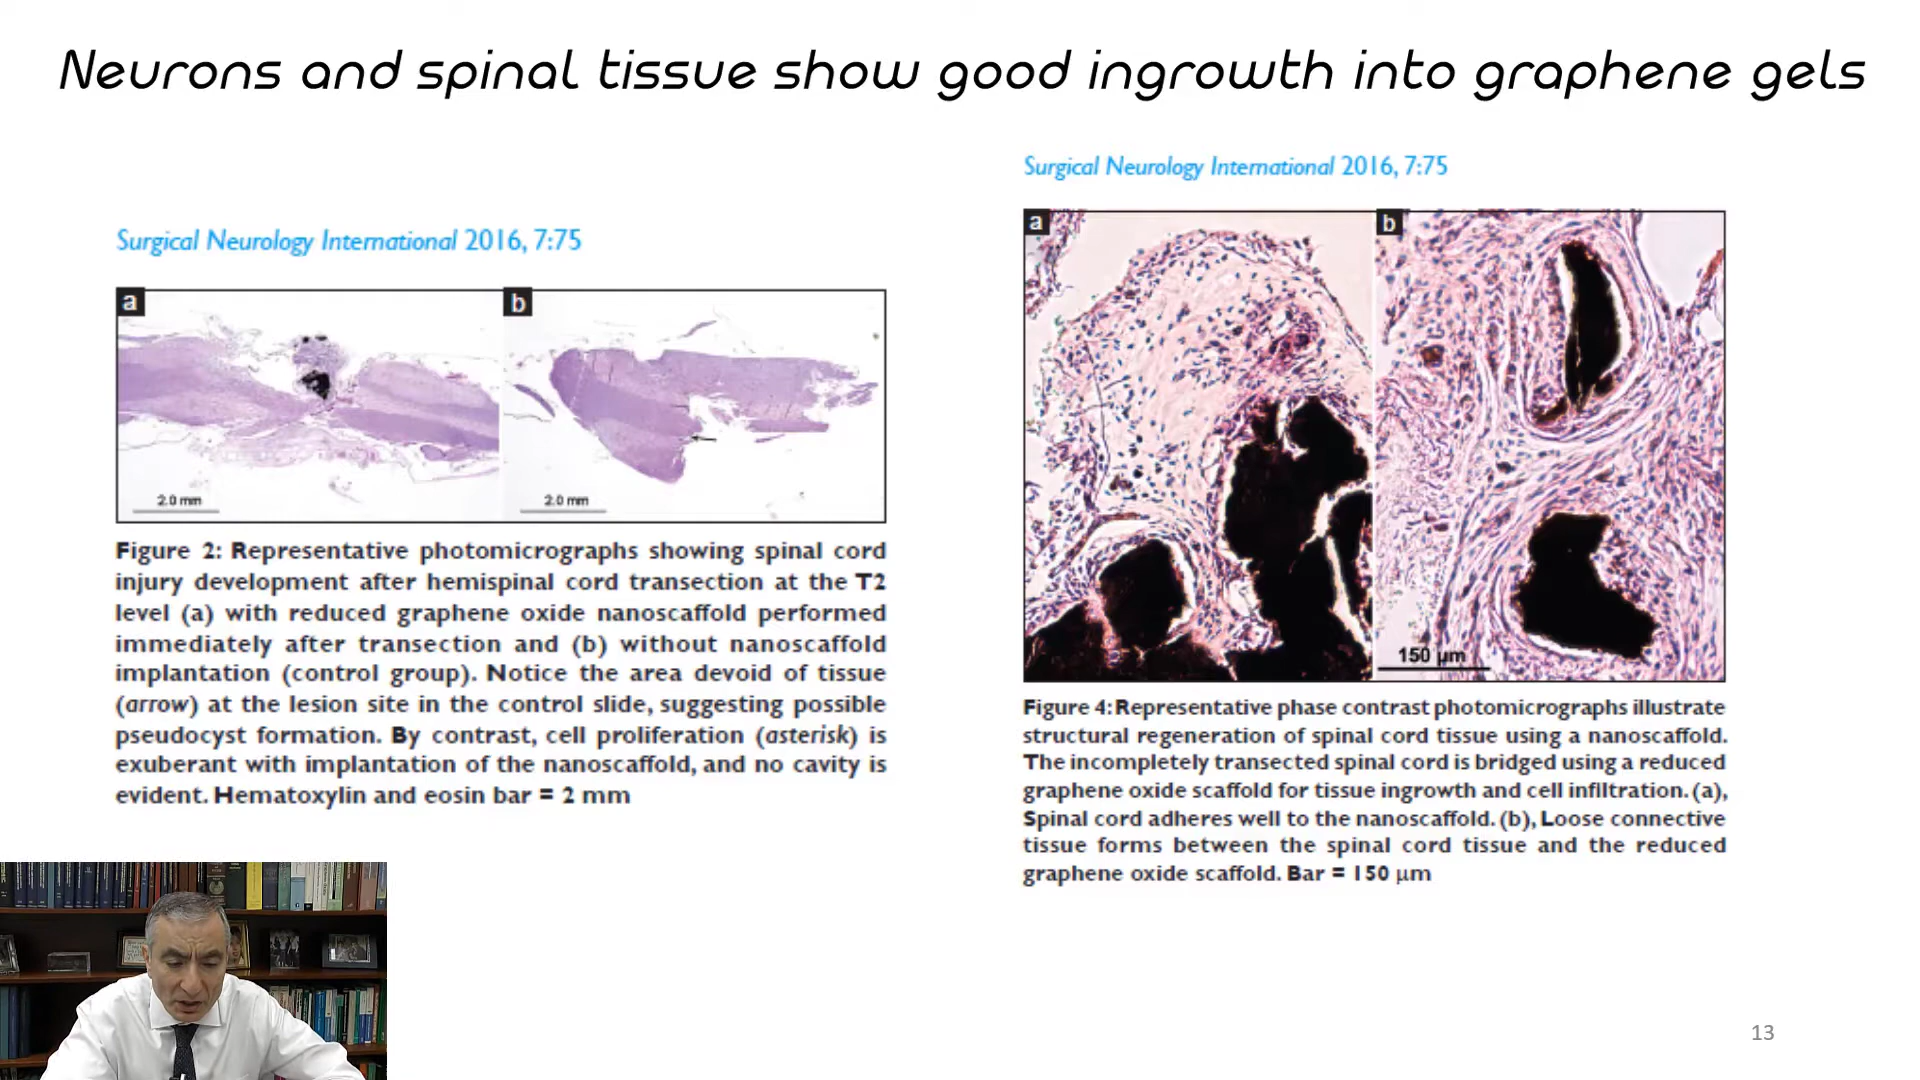 Neurons and spinal tissue show good ingrowth into graphene gels
Surgical Neurology International 2016, 7:75
a
b
2.0 mm
2.0 mm
Figure 2: Representative photomicrographs showing spinal cord
injury development after hemispinal cord transection at the T2
level (a) with reduced graphene oxide nanoscaffold performed
immediately after transection and (b) without nanoscaffold
implantation (control group). Notice the area devoid of tissue
(arrow) at the lesion site in the control slide, suggesting possible
pseudocyst formation. By contrast, cell proliferation (asterisk) is
exuberant with implantation of the nanoscaffold, and no cavity is
evident. Hematoxylin and eosin bar = 2 mm
Surgical Neurology International 2016, 7:75
a
b
150 µm
Figure 4: Representative phase contrast photomicrographs illustrate
structural regeneration of spinal cord tissue using a nanoscaffold.
The incompletely transected spinal cord is bridged using a reduced
graphene oxide scaffold for tissue ingrowth and cell infiltration. (a),
Spinal cord adheres well to the nanoscaffold. (b), Loose connective
tissue forms between the spinal cord tissue and the reduced
graphene oxide scaffold. Bar = 150 µm
13